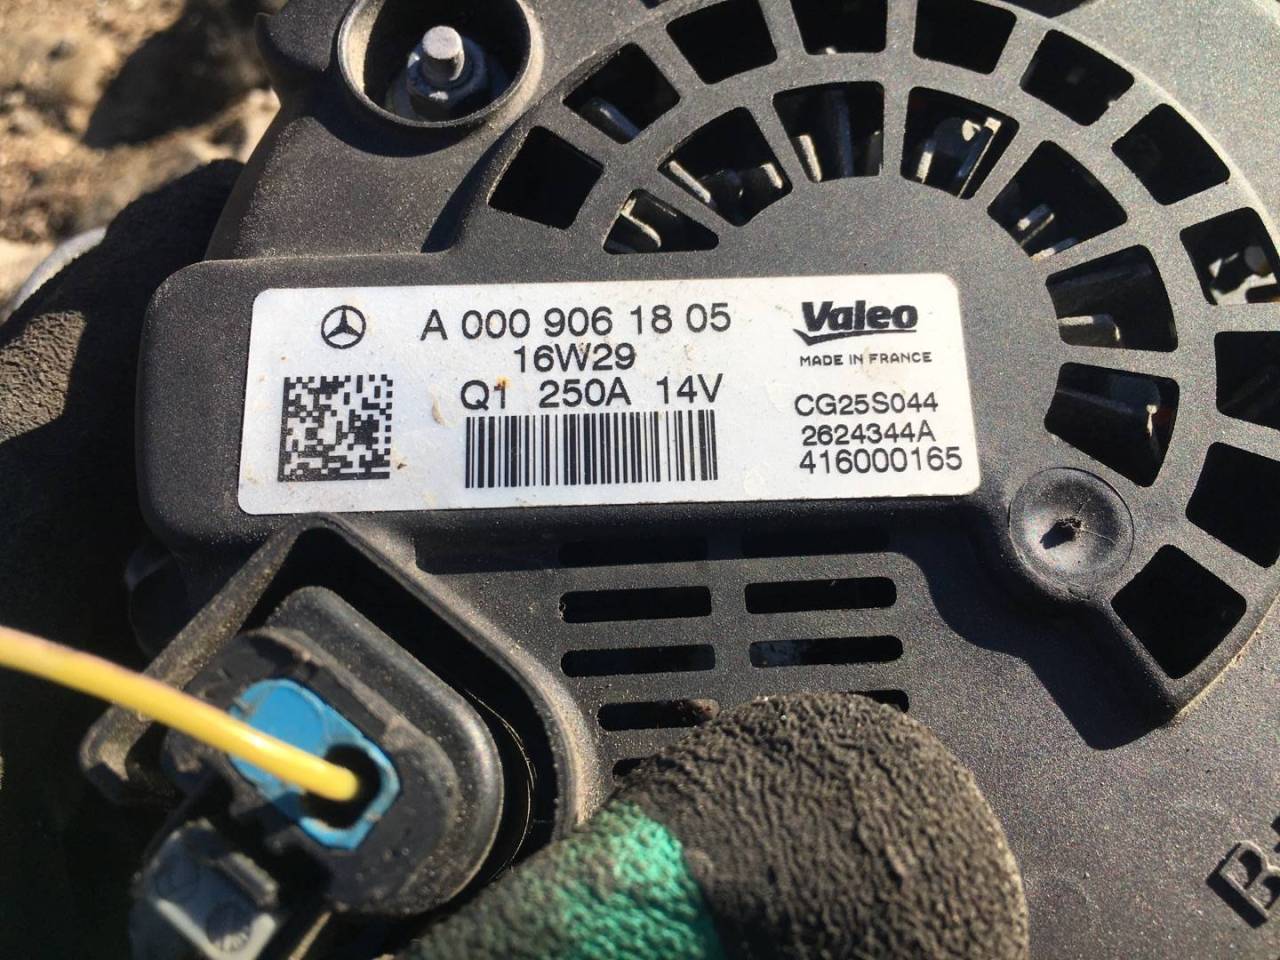 A 000 906 18 05
16W29
Q1 250A 14V
Valeo
MADE IN FRANCE
CG25S044
2624344A
416000165
B